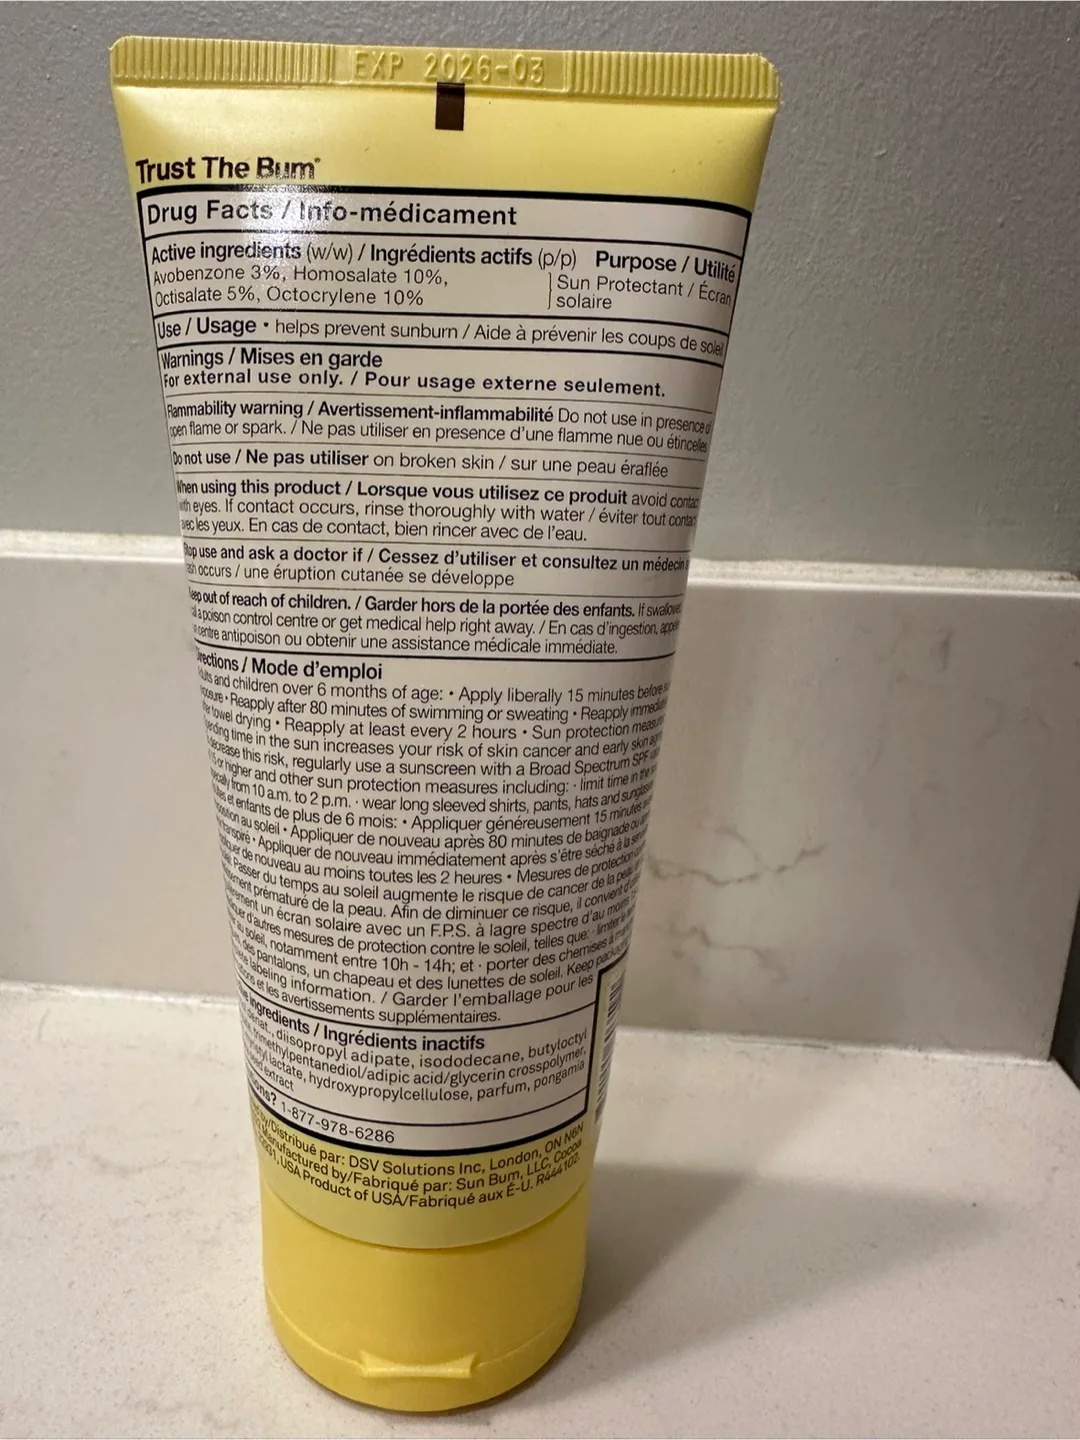 EXP 2026-03
Trust The Bum®
Drug Facts / Info-médicament
Active ingredients (w/w) / Ingrédients actifs (p/p) Purpose / Utilité
Avobenzone 3%, Homosalate 10%,
Octisalate 5%, Octocrylene 10%
Sun Protectant / Écran
solaire
Use / Usage • helps prevent sunburn / Aide à prévenir les coups de soleil
Warnings / Mises en garde
For external use only. / Pour usage externe seulement.
Flammability warning / Avertissement-inflammabilité Do not use in presence
open flame or spark. / Ne pas utiliser en presence d'une flamme nue ou étincelles
Do not use / Ne pas utiliser on broken skin / sur une peau éraflée
When using this product / Lorsque vous utilisez ce produit avoid contact
with eyes. If contact occurs, rinse thoroughly with water / éviter tout contact
avec les yeux. En cas de contact, bien rincer avec de l'eau.
Stop use and ask a doctor if / Cessez d'utiliser et consultez un médecin
occurs / une éruption cutanée se développe
Keep out of reach of children. / Garder hors de la portée des enfants. If swallowed
a poison control centre or get medical help right away. / En cas d'ingestion,
centre antipoison ou obtenir une assistance médicale immédiate.
Directions / Mode d'emploi
and children over 6 months of age: • Apply liberally 15 minutes before
• Reapply after 80 minutes of swimming or sweating • Reapply
towel drying • Reapply at least every 2 hours • Sun protection
time in the sun increases your risk of skin cancer and early skin
decrease this risk, regularly use a sunscreen with a Broad Spectrum SPF
or higher and other sun protection measures including: · limit time in the
from 10 a.m. to 2 p.m. · wear long sleeved shirts, pants, hats and
et enfants de plus de 6 mois: • Appliquer généreusement 15 minutes
au soleil • Appliquer de nouveau après 80 minutes de baignade ou
• Appliquer de nouveau immédiatement après s'être séché à la
de nouveau au moins toutes les 2 heures • Mesures de protection
Passer du temps au soleil augmente le risque de cancer de la peau
prématuré de la peau. Afin de diminuer ce risque, il convient
un écran solaire avec un F.P.S. à lagre spectre d'au moins
d'autres mesures de protection contre le soleil, telles que: · limiter
soleil, notamment entre 10h - 14h; et · porter des chemises à
des pantalons, un chapeau et des lunettes de soleil. Keep
labeling information. / Garder l'emballage pour les
et les avertissements supplémentaires.
ingredients / Ingrédients inactifs
diisopropyl adipate, isododecane, butyloctyl
trimethylpentanediol/adipic acid/glycerin crosspolymer,
lactate, hydroxypropylcellulose, parfum, pongamia
extract
1-877-978-6286
Distribué par: DSV Solutions Inc, London, ON N6N
Manufactured by/Fabriqué par: Sun Bum, LLC, Cocoa
USA Product of USA/Fabriqué aux É-U. R444102.